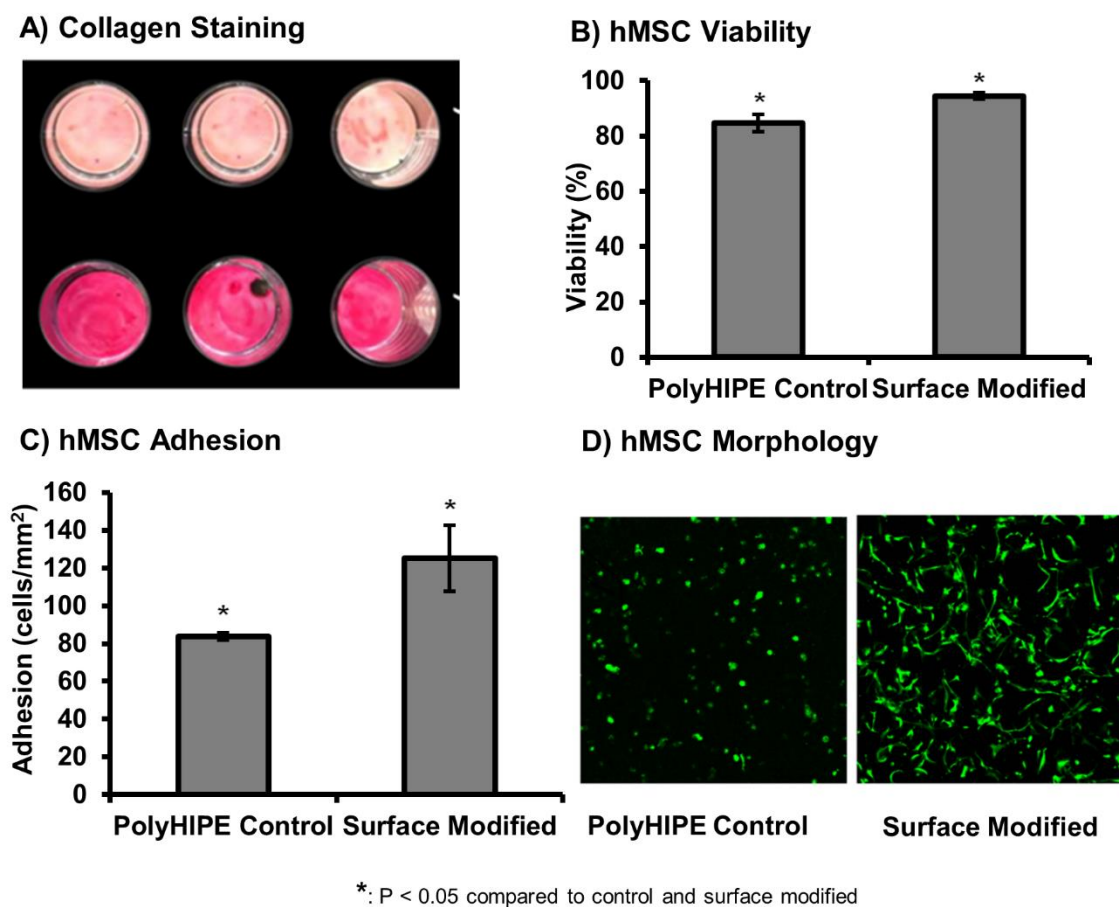 A) Collagen Staining
B) hMSC Viability
Viability (%)
100
80
60
40
20
0
*
*
PolyHIPE Control
Surface Modified
C) hMSC Adhesion
Adhesion (cells/mm²)
160
140
120
100
80
60
40
20
0
*
*
PolyHIPE Control
Surface Modified
D) hMSC Morphology
PolyHIPE Control
Surface Modified
*: P < 0.05 compared to control and surface modified